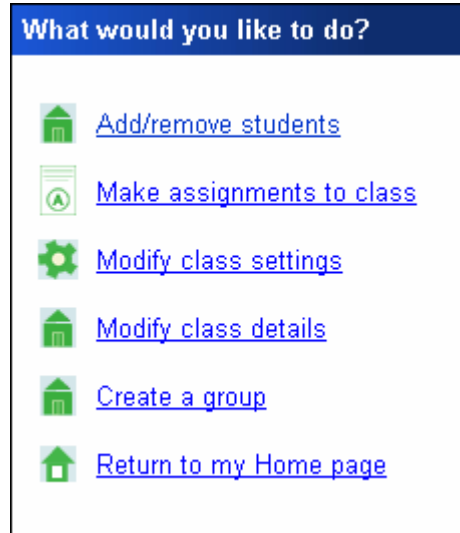 What would you like to do?
Add/remove students
A
Make assignments to class
Modify class settings
Modify class details
Create a group
Return to my Home page